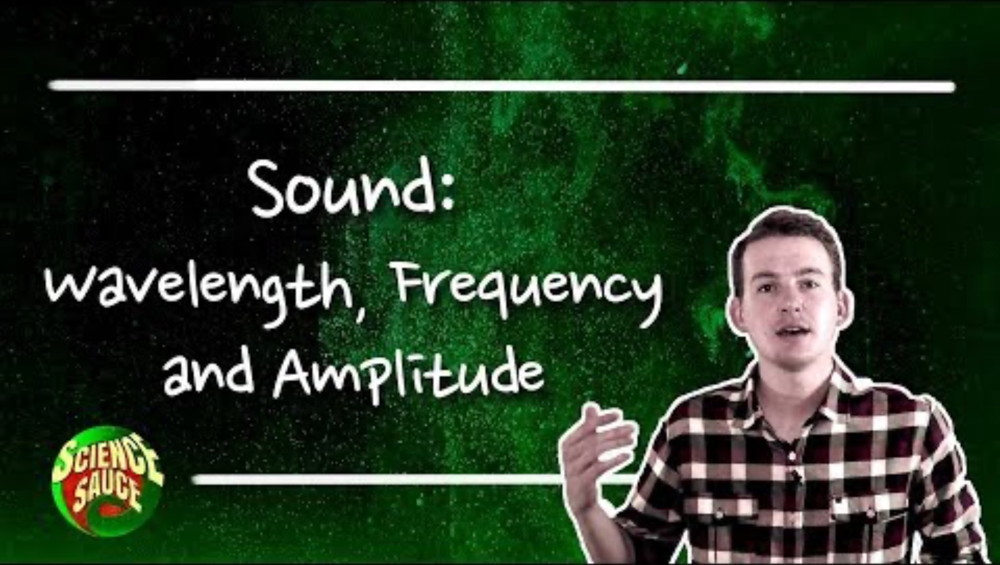 Sound:
Wavelength, Frequency
and Amplitude
SCIENCE
SAUCE